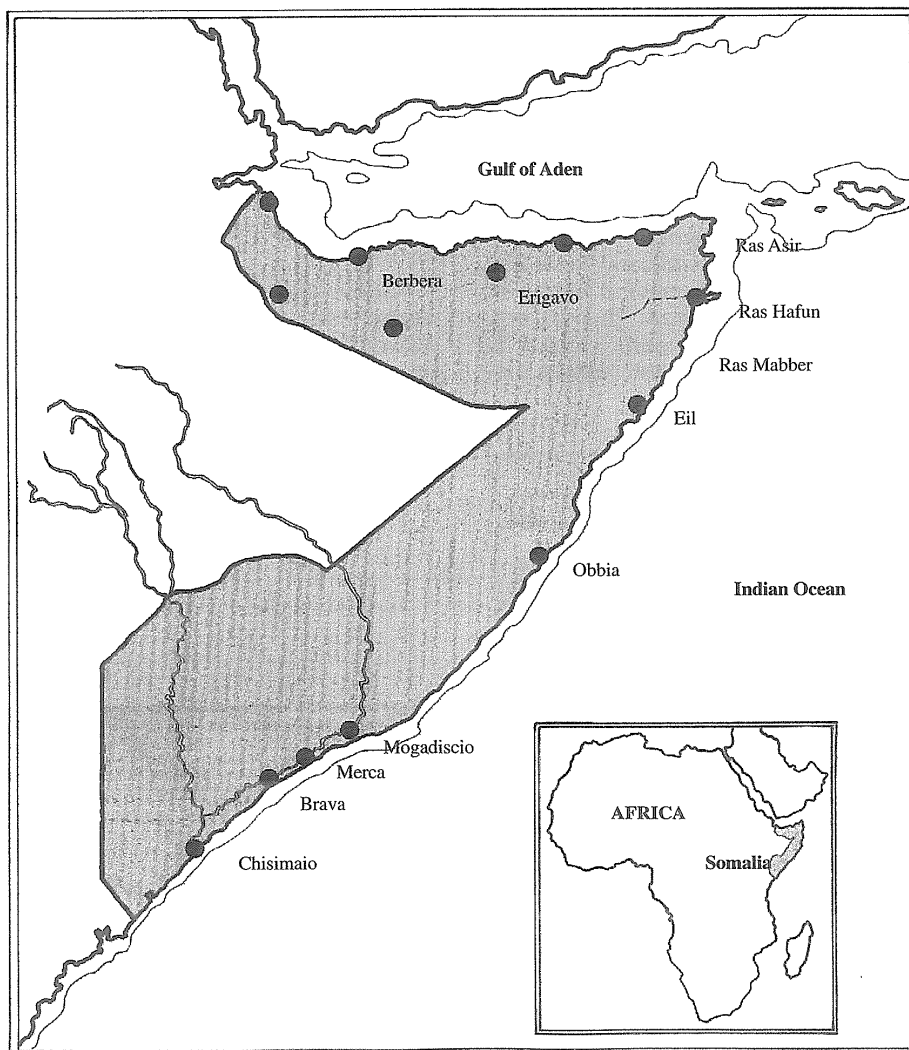 Gulf of Aden
Ras Asir
Berbera
Erigavo
Ras Hafun
Ras Mabber
Eil
Obbia
Indian Ocean
Mogadiscio
Merca
Brava
Chisimaio
AFRICA
Somalia